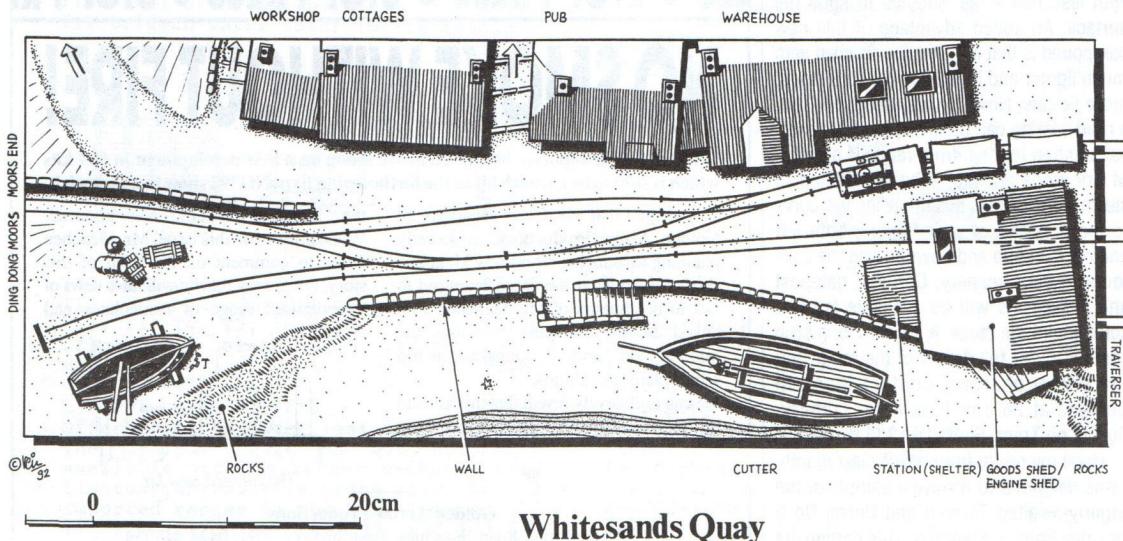 WORKSHOP COTTAGES PUB WAREHOUSE
DING DONG MOORS END
TRAVERSER
ROCKS WALL CUTTER STATION (SHELTER) GOODS SHED/ ROCKS
ENGINE SHED
92
0 20cm
Whitesands Quay